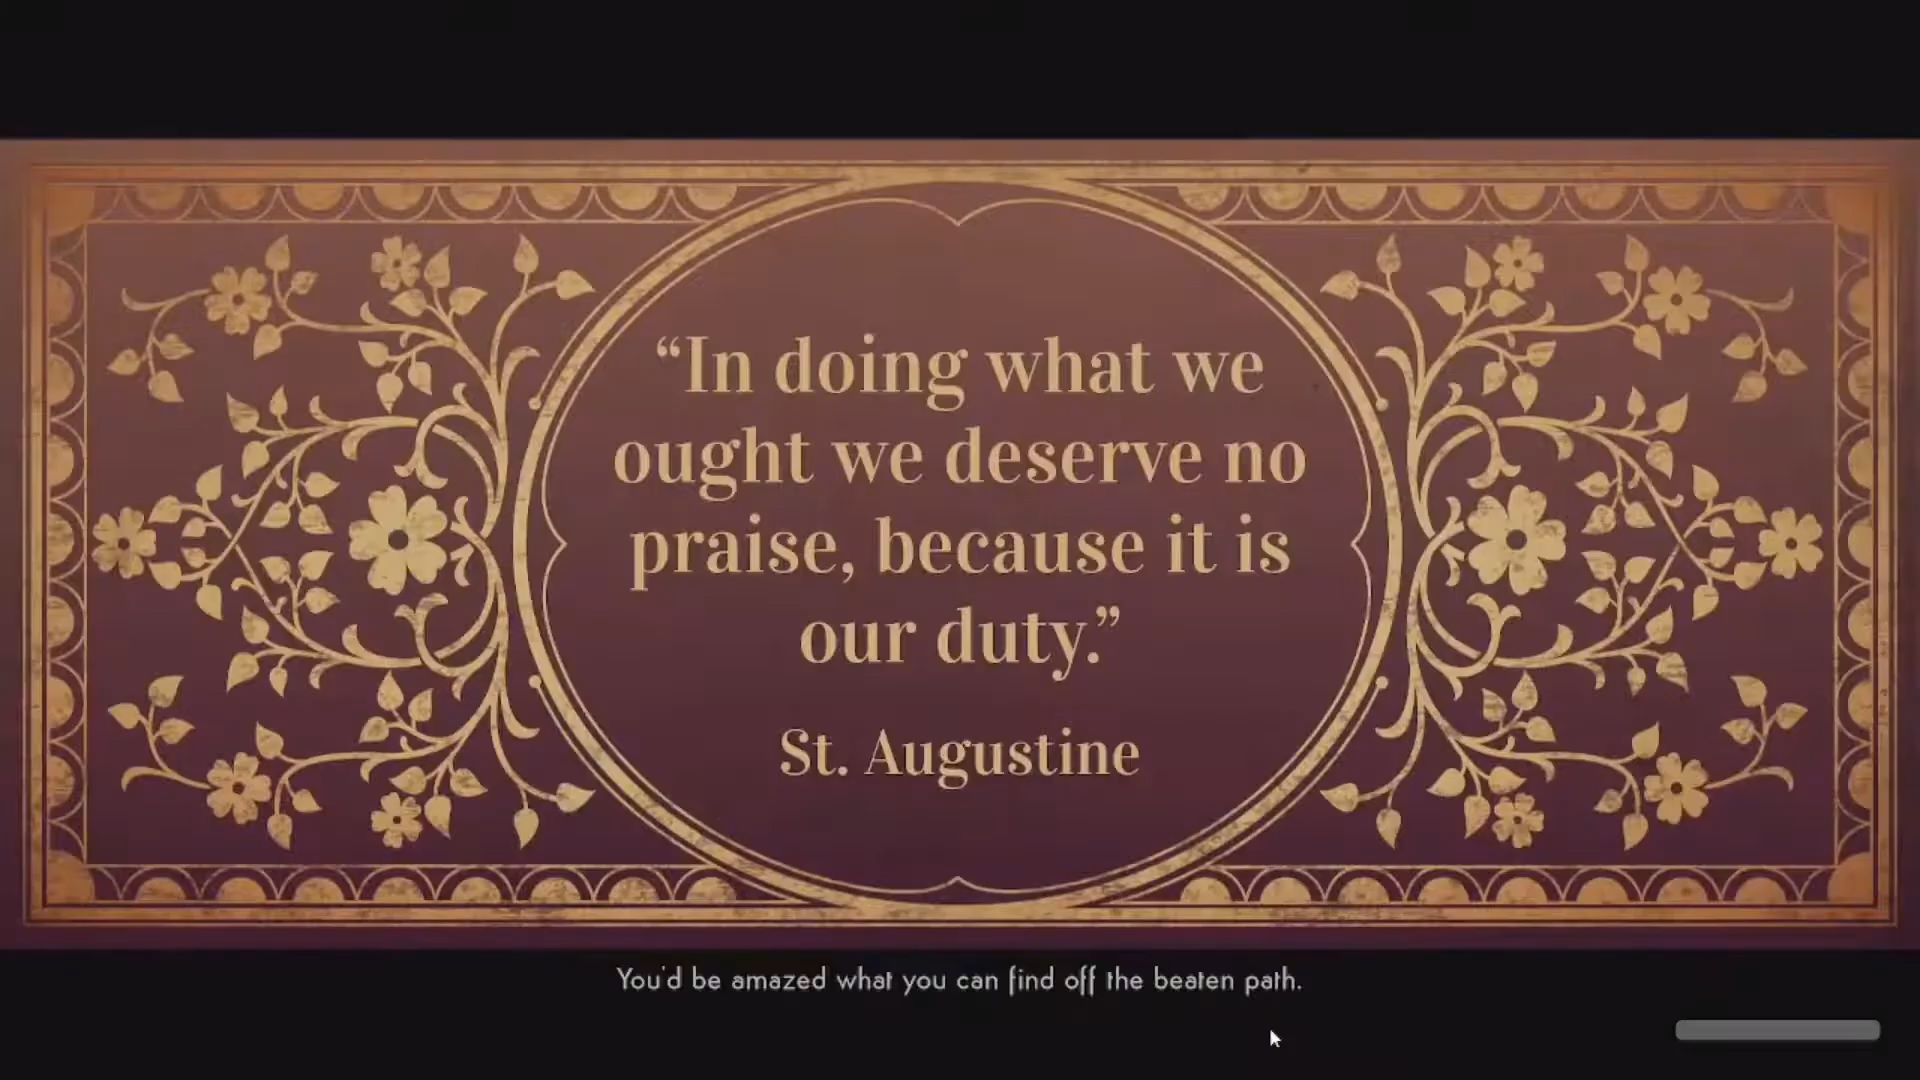 “In doing what we
ought we deserve no
praise, because it is
our duty.”
St. Augustine
You'd be amazed what you can find off the beaten path.